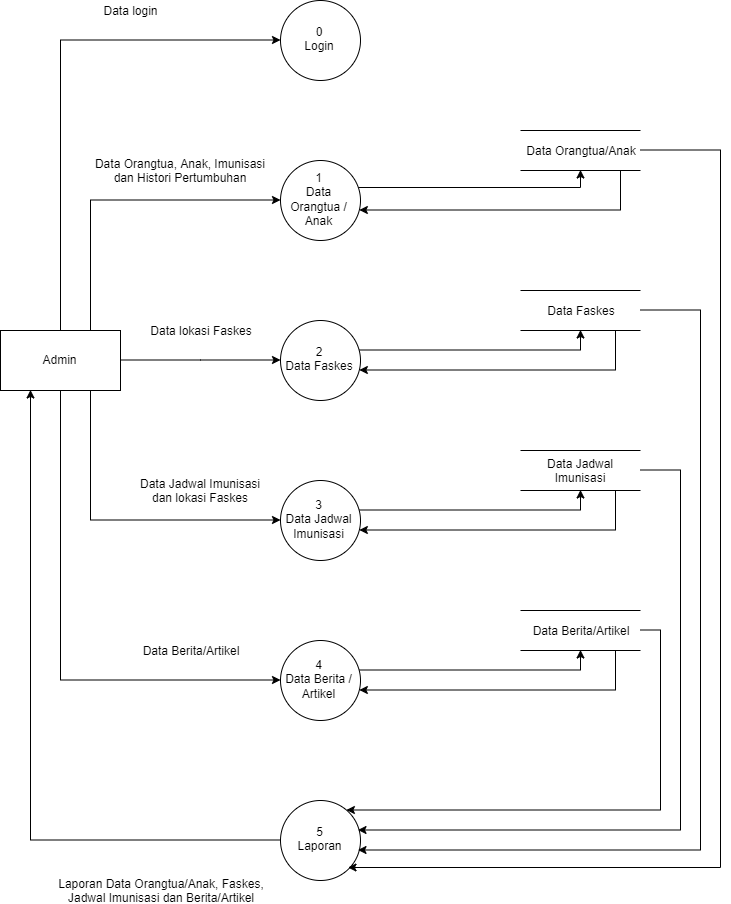 Data login
0
Login
Data Orangtua, Anak, Imunisasi
dan Histori Pertumbuhan
1
Data
Orangtua /
Anak
Data Orangtua/Anak
Admin
Data lokasi Faskes
2
Data Faskes
Data Faskes
Data Jadwal Imunisasi
dan lokasi Faskes
3
Data Jadwal
Imunisasi
Data Jadwal
Imunisasi
Data Berita/Artikel
4
Data Berita /
Artikel
Data Berita/Artikel
5
Laporan
Laporan Data Orangtua/Anak, Faskes,
Jadwal Imunisasi dan Berita/Artikel